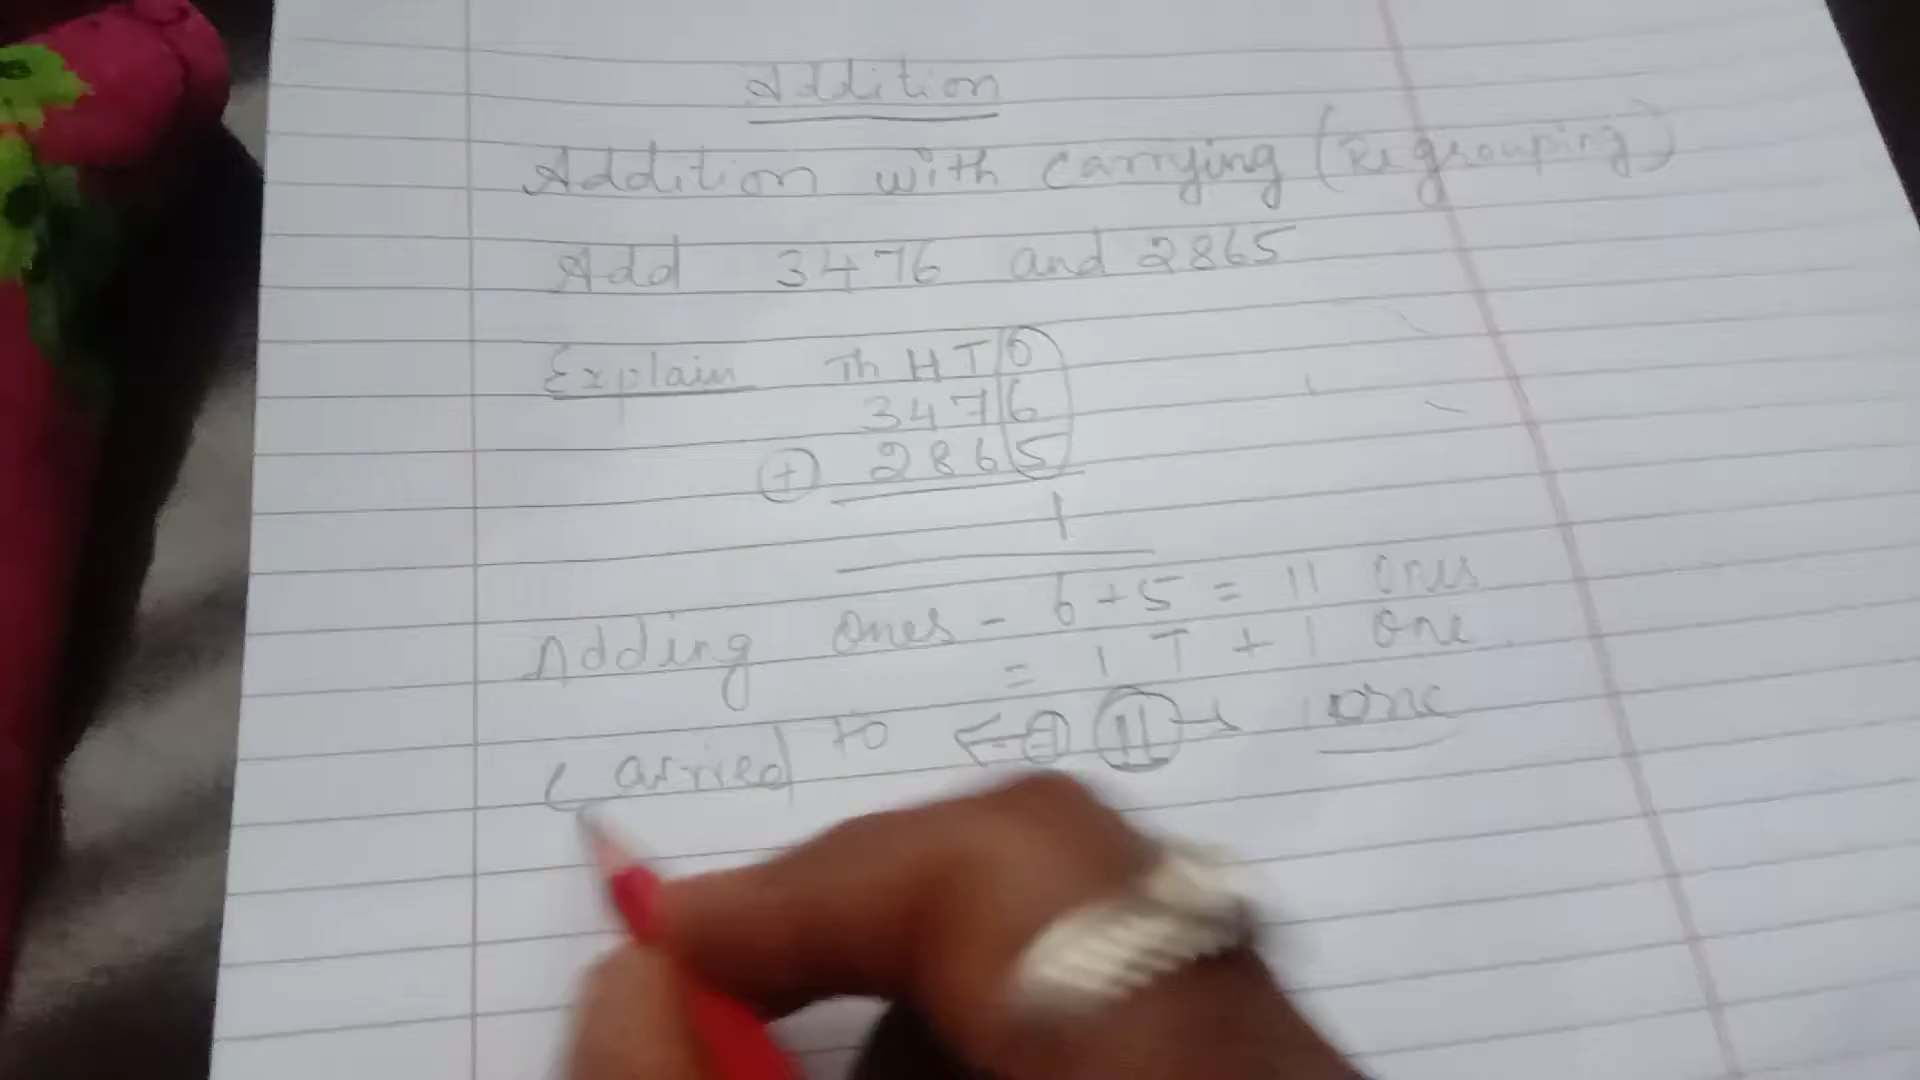 Addition
Addition with carrying (Regrouping)
Add 3476 and 2865
Explain Th H T O
3476
+ 2865
1
Adding ones - 6 + 5 = 11 ones
= 1 T + 1 one
Carried to ← 11 → 1 one